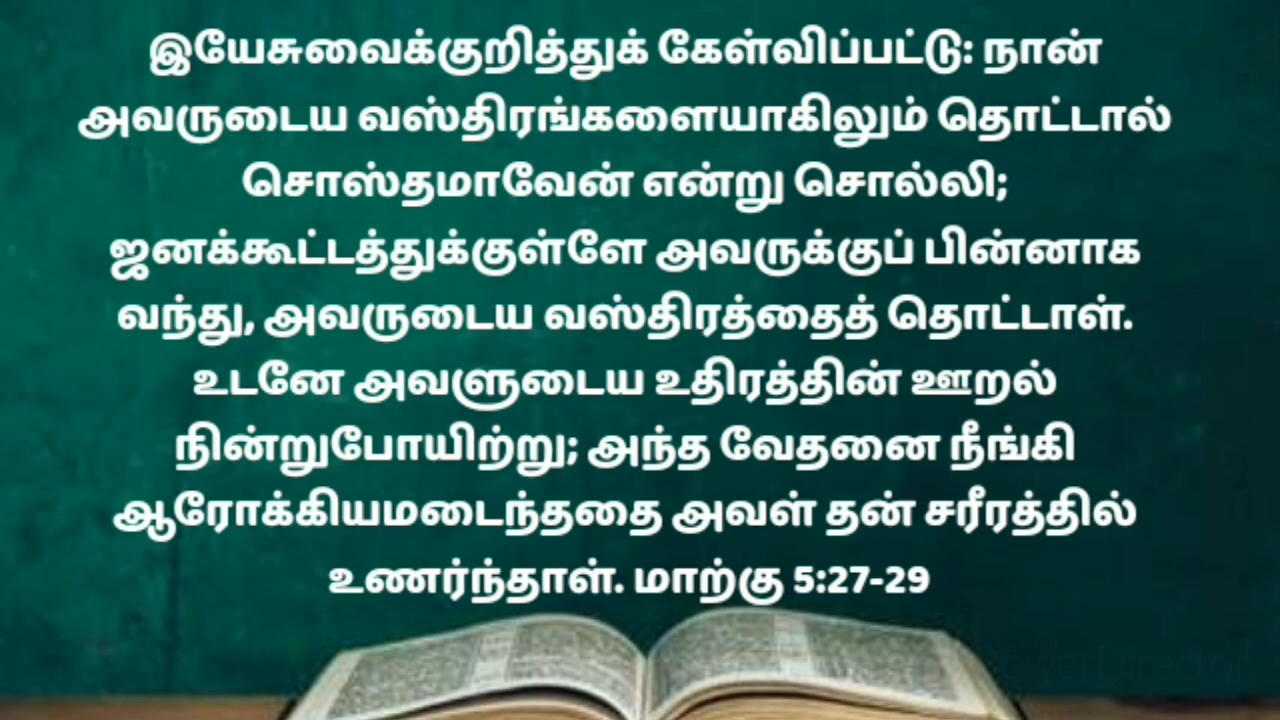 இயேசுவைக்குறித்துக் கேள்விப்பட்டு: நான்
அவருடைய வஸ்திரங்களையாகிலும் தொட்டால்
சொஸ்தமாவேன் என்று சொல்லி;
ஜனக்கூட்டத்துக்குள்ளே அவருக்குப் பின்னாக
வந்து, அவருடைய வஸ்திரத்தைத் தொட்டாள்.
உடனே அவளுடைய உதிரத்தின் ஊறல்
நின்றுபோயிற்று; அந்த வேதனை நீங்கி
ஆரோக்கியமடைந்ததை அவள் தன் சரீரத்தில்
உணர்ந்தாள். மாற்கு 5:27-29